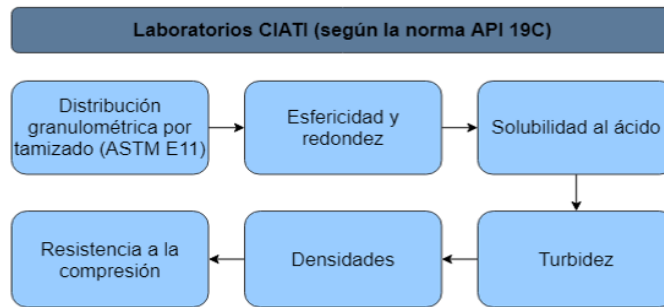 Laboratorios CIATI (según la norma API 19C)
Distribución
granulométrica por
tamizado (ASTM E11)
Esfericidad y
redondez
Solubilidad al ácido
Turbidez
Densidades
Resistencia a la
compresión